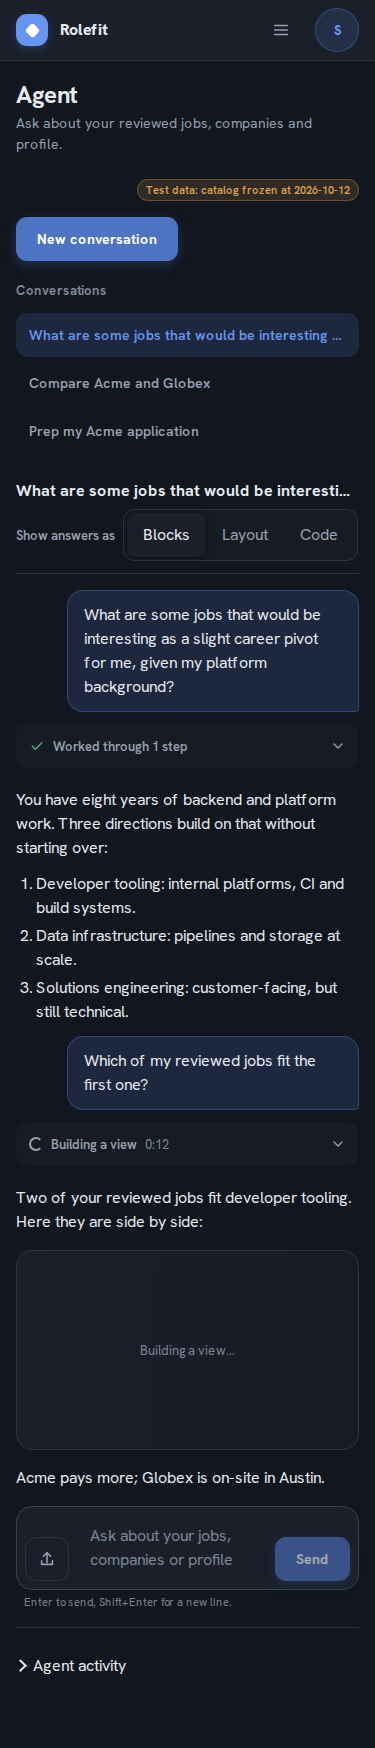 Rolefit
S
Agent
Ask about your reviewed jobs, companies and
profile.
Test data: catalog frozen at 2026-10-12
New conversation
Conversations
What are some jobs that would be interesting ...
Compare Acme and Globex
Prep my Acme application
What are some jobs that would be interesti...
Show answers as
Blocks
Layout
Code
What are some jobs that would be
interesting as a slight career pivot
for me, given my platform
background?
Worked through 1 step
You have eight years of backend and platform
work. Three directions build on that without
starting over:
1. Developer tooling: internal platforms, CI and
build systems.
2. Data infrastructure: pipelines and storage at
scale.
3. Solutions engineering: customer-facing, but
still technical.
Which of my reviewed jobs fit the
first one?
Building a view 0:12
Two of your reviewed jobs fit developer tooling.
Here they are side by side:
Building a view...
Acme pays more; Globex is on-site in Austin.
Ask about your jobs,
companies or profile
Send
Enter to send, Shift+Enter for a new line.
Agent activity